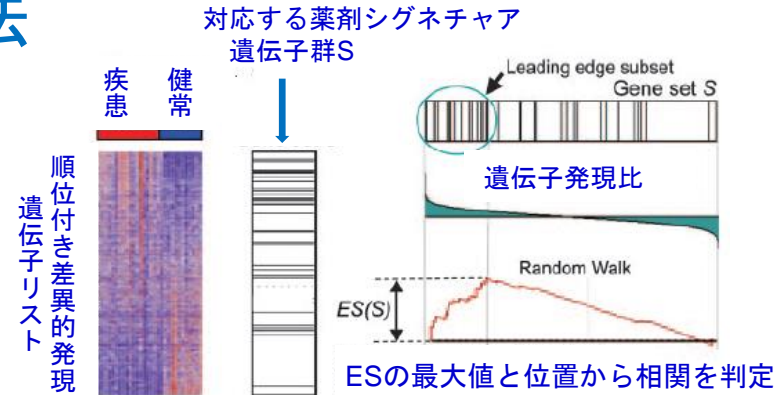 法
対応する薬剤シグネチャア
遺伝子群S
疾患
健常
順位付き差異的発現
遺伝子リスト
Leading edge subset
Gene set S
遺伝子発現比
Random Walk
ES(S)
ESの最大値と位置から相関を判定